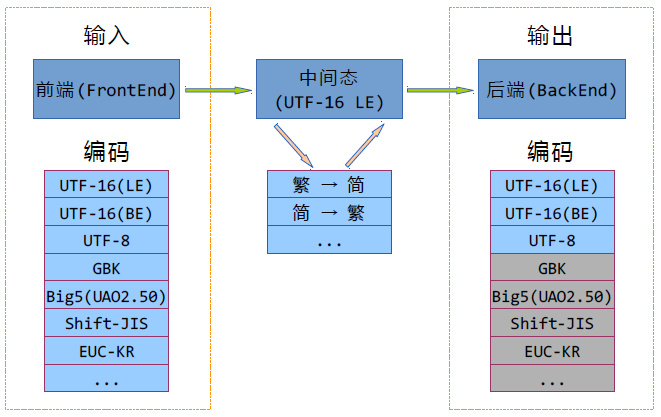 输入
前端(FrontEnd)
编码
UTF-16(LE)
UTF-16(BE)
UTF-8
GBK
Big5(UAO2.50)
Shift-JIS
EUC-KR
...
中间态
(UTF-16 LE)
繁 → 简
简 → 繁
...
输出
后端(BackEnd)
编码
UTF-16(LE)
UTF-16(BE)
UTF-8
GBK
Big5(UAO2.50)
Shift-JIS
EUC-KR
...